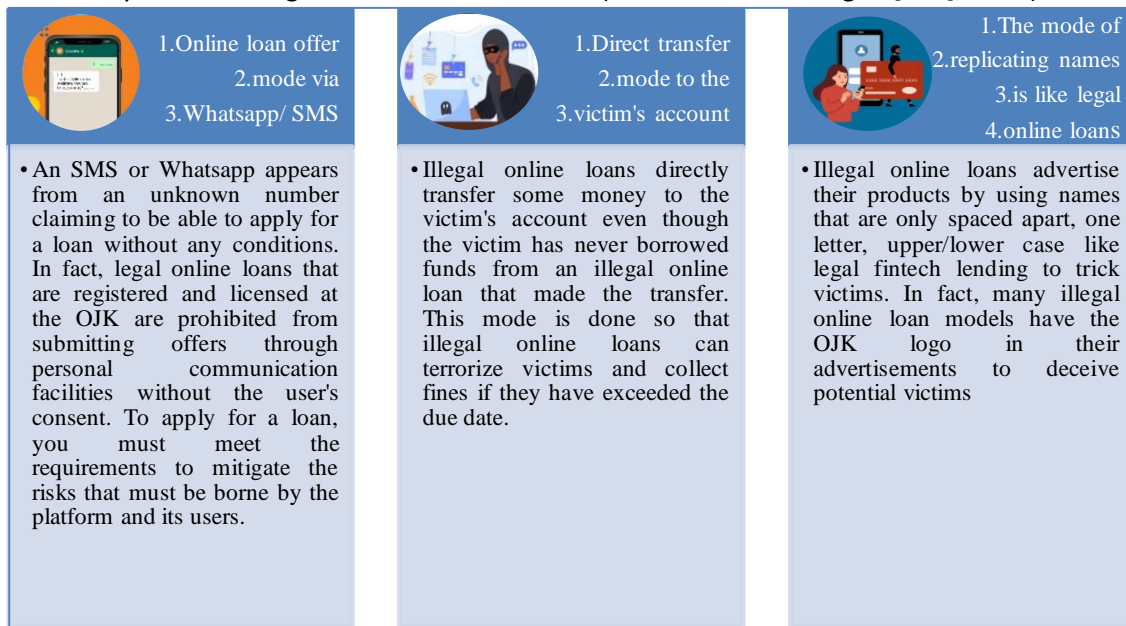 1.Online loan offer
2.mode via
3.Whatsapp/ SMS
• An SMS or Whatsapp appears
from an unknown number
claiming to be able to apply for
a loan without any conditions.
In fact, legal online loans that
are registered and licensed at
the OJK are prohibited from
submitting offers through
personal communication
facilities without the user's
consent. To apply for a loan,
you must meet the
requirements to mitigate the
risks that must be borne by the
platform and its users.
1.Direct transfer
2.mode to the
3.victim's account
• Illegal online loans directly
transfer some money to the
victim's account even though
the victim has never borrowed
funds from an illegal online
loan that made the transfer.
This mode is done so that
illegal online loans can
terrorize victims and collect
fines if they have exceeded the
due date.
1.The mode of
2.replicating names
3.is like legal
4.online loans
• Illegal online loans advertise
their products by using names
that are only spaced apart, one
letter, upper/lower case like
legal fintech lending to trick
victims. In fact, many illegal
online loan models have the
OJK logo in their
advertisements to deceive
potential victims